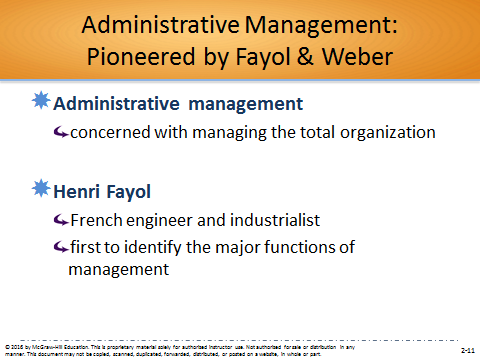 Administrative Management:
Pioneered by Fayol & Weber
Administrative management
concerned with managing the total organization
Henri Fayol
French engineer and industrialist
first to identify the major functions of
management
© 2016 by McGraw-Hill Education. This is proprietary material solely for authorized instructor use. Not authorized for sale or distribution in any
manner. This document may not be copied, scanned, duplicated, forwarded, distributed, or posted on a website, in whole or part.
2-11